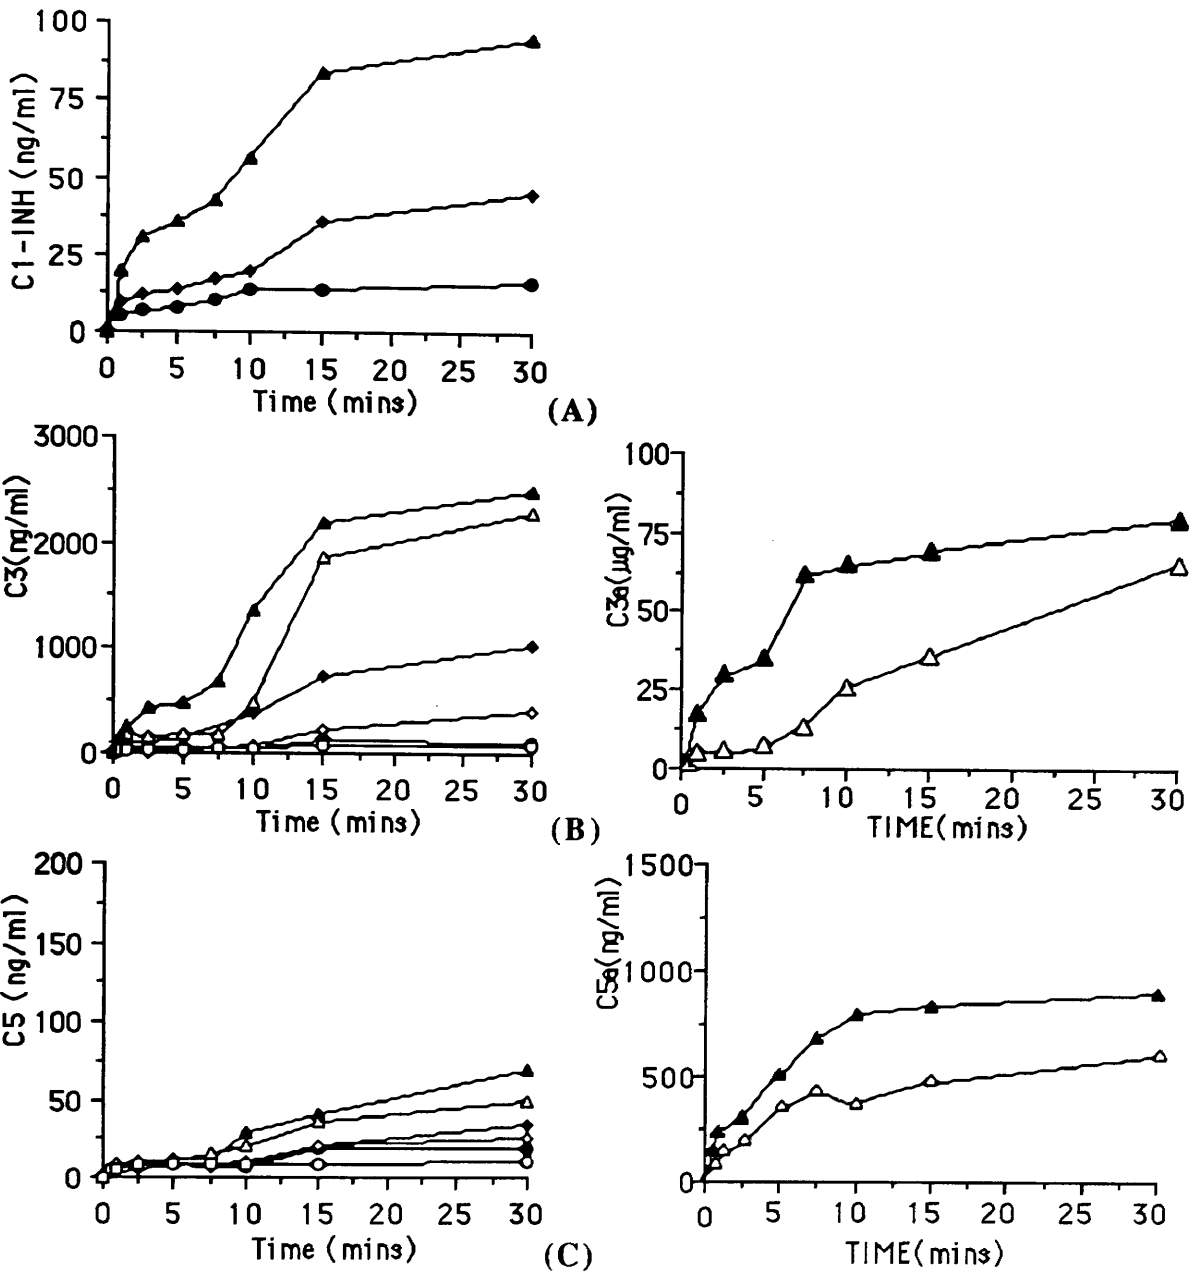 C1-INH (ng/ml)
100
75
50
25
0
0 5 10 15 20 25 30
Time (mins)
(A)
C3(ng/ml)
3000
2000
1000
0
0 5 10 15 20 25 30
Time (mins)
C3a(µg/ml)
100
75
50
25
0
0 5 10 15 20 25 30
TIME(mins)
(B)
C5 (ng/ml)
200
150
100
50
0
0 5 10 15 20 25 30
Time (mins)
C5a(ng/ml)
1500
1000
500
0
0 5 10 15 20 25 30
TIME(mins)
(C)